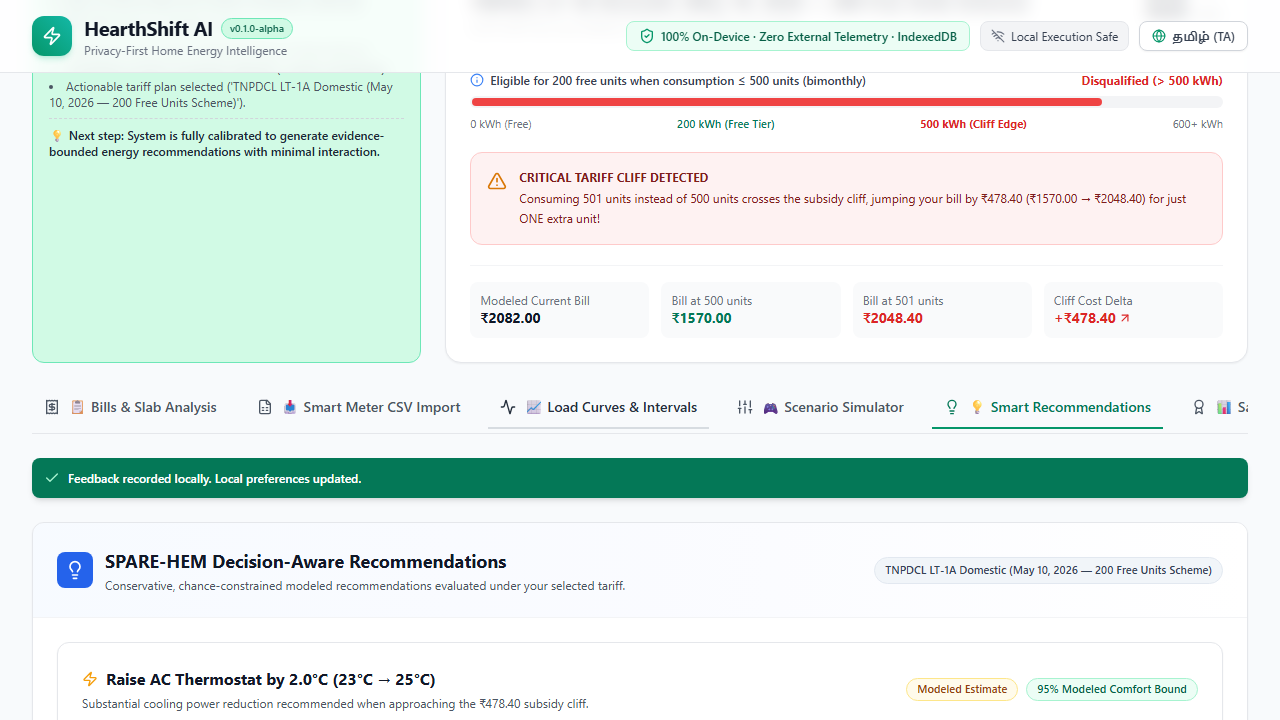 HearthShift AI
v0.1.0-alpha
Privacy-First Home Energy Intelligence
100% On-Device · Zero External Telemetry · IndexedDB
Local Execution Safe
தமிழ் (TA)
• Actionable tariff plan selected ('TNPDCL LT-1A Domestic (May
10, 2026 — 200 Free Units Scheme)').
💡 Next step: System is fully calibrated to generate evidence-
bounded energy recommendations with minimal interaction.
Eligible for 200 free units when consumption ≤ 500 units (bimonthly)
Disqualified (> 500 kWh)
0 kWh (Free)
200 kWh (Free Tier)
500 kWh (Cliff Edge)
600+ kWh
CRITICAL TARIFF CLIFF DETECTED
Consuming 501 units instead of 500 units crosses the subsidy cliff, jumping your bill by ₹478.40 (₹1570.00 → ₹2048.40) for just
ONE extra unit!
Modeled Current Bill
₹2082.00
Bill at 500 units
₹1570.00
Bill at 501 units
₹2048.40
Cliff Cost Delta
+₹478.40
Bills & Slab Analysis
Smart Meter CSV Import
Load Curves & Intervals
Scenario Simulator
Smart Recommendations
Feedback recorded locally. Local preferences updated.
SPARE-HEM Decision-Aware Recommendations
Conservative, chance-constrained modeled recommendations evaluated under your selected tariff.
TNPDCL LT-1A Domestic (May 10, 2026 — 200 Free Units Scheme)
Raise AC Thermostat by 2.0°C (23°C → 25°C)
Substantial cooling power reduction recommended when approaching the ₹478.40 subsidy cliff.
Modeled Estimate
95% Modeled Comfort Bound